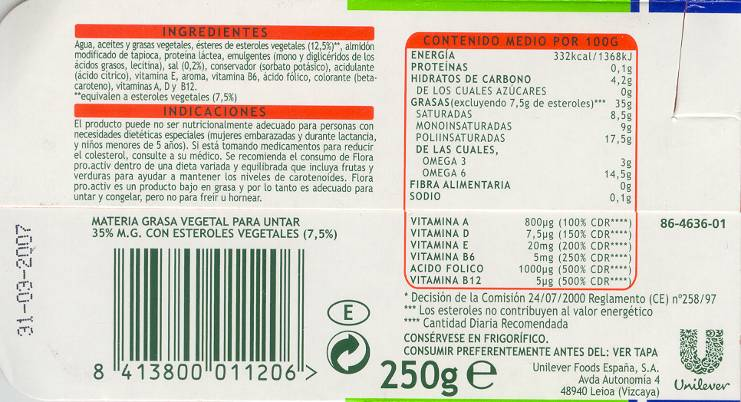 INGREDIENTES
Agua, aceites y grasas vegetales, ésteres de esteroles vegetales (12,5%)**, almidón
modificado de tapioca, proteína láctea, emulgentes (mono y diglicéridos de los
ácidos grasos, lecitina), sal (0,2%), conservador (sorbato potásico), acidulante
(ácido cítrico), vitamina E, aroma, vitamina B6, ácido fólico, colorante (beta-
caroteno), vitaminas A, D y B12.
**equivalen a esteroles vegetales (7,5%)
INDICACIONES
El producto puede no ser nutricionalmente adecuado para personas con
necesidades dietéticas especiales (mujeres embarazadas y durante lactancia,
y niños menores de 5 años). Si está tomando medicamentos para reducir
el colesterol, consulte a su médico. Se recomienda el consumo de Flora
pro.activ dentro de una dieta variada y equilibrada que incluya frutas y
verduras para ayudar a mantener los niveles de carotenoides. Flora
pro.activ es un producto bajo en grasa y por lo tanto es adecuado para
untar y congelar, pero no para freír u hornear.
MATERIA GRASA VEGETAL PARA UNTAR
35% M.G. CON ESTEROLES VEGETALES (7,5%)
31-03-2007
8 413800 011206 >
E
CONTENIDO MEDIO POR 100G
ENERGÍA 332kcal/1368kJ
PROTEÍNAS 0,1g
HIDRATOS DE CARBONO 4,2g
DE LOS CUALES AZÚCARES 0g
GRASAS(excluyendo 7,5g de esteroles)*** 35g
SATURADAS 8,5g
MONOINSATURADAS 9g
POLIINSATURADAS 17,5g
DE LAS CUALES,
OMEGA 3 3g
OMEGA 6 14,5g
FIBRA ALIMENTARIA 0g
SODIO 0,1g
VITAMINA A 800µg (100% CDR****)
VITAMINA D 7,5µg (150% CDR****)
VITAMINA E 20mg (200% CDR****)
VITAMINA B6 5mg (250% CDR****)
ACIDO FOLICO 1000µg (500% CDR****)
VITAMINA B12 5µg (500% CDR****)
86-4636-01
* Decisión de la Comisión 24/07/2000 Reglamento (CE) nº258/97
*** Los esteroles no contribuyen al valor energético
**** Cantidad Diaria Recomendada
CONSÉRVESE EN FRIGORÍFICO.
CONSUMIR PREFERENTEMENTE ANTES DEL: VER TAPA
250g e
Unilever Foods España, S.A.
Avda Autonomía 4
48940 Leioa (Vizcaya)
Unilever